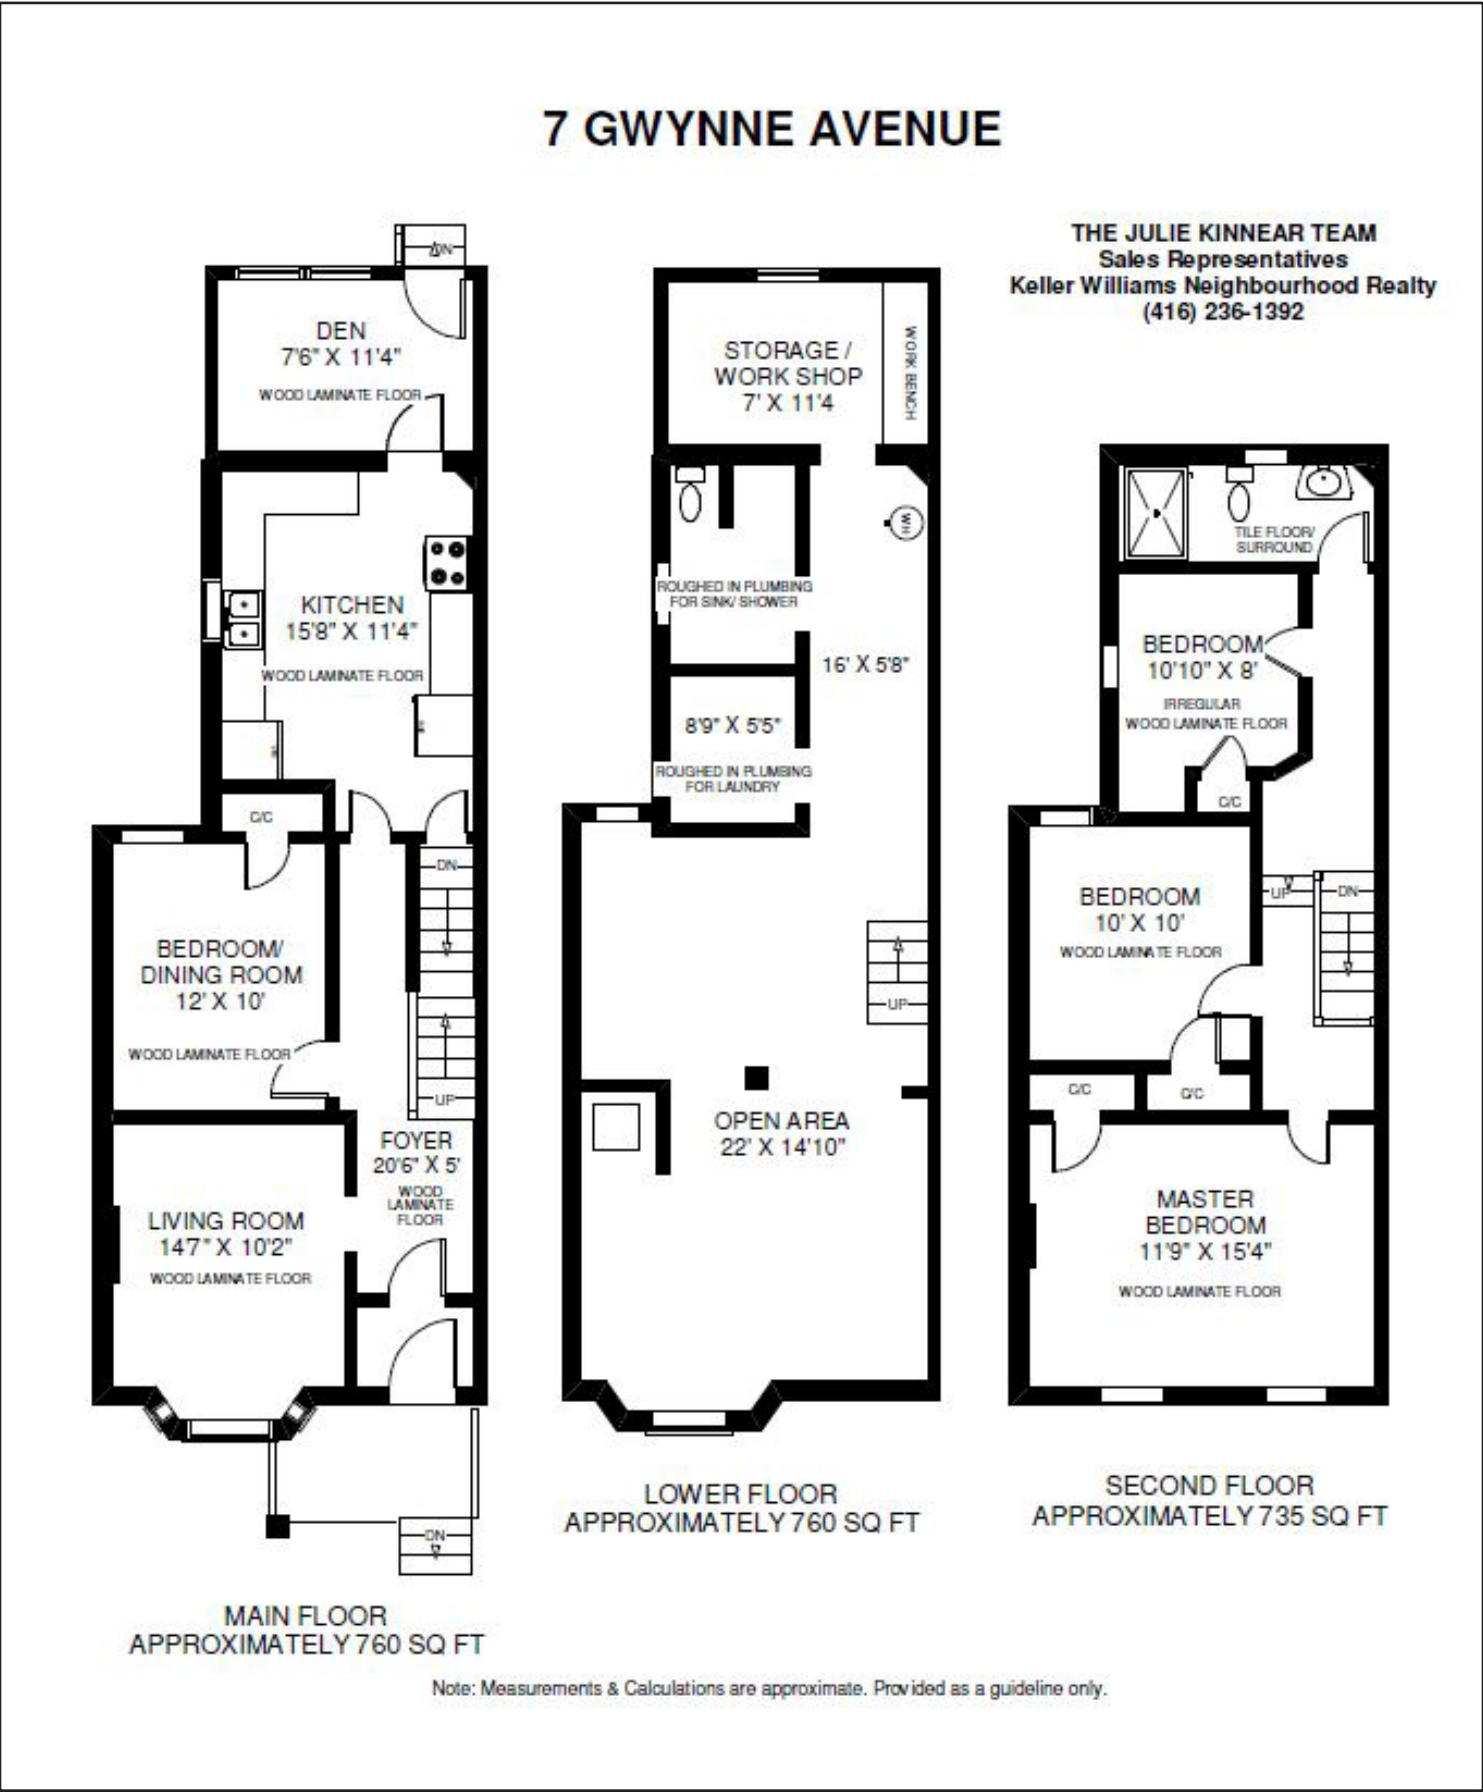 7 GWYNNE AVENUE
THE JULIE KINNEAR TEAM
Sales Representatives
Keller Williams Neighbourhood Realty
(416) 236-1392
DN
DEN
7'6" X 11'4"
WOOD LAMINATE FLOOR
KITCHEN
15'8" X 11'4"
WOOD LAMINATE FLOOR
C/C
DN
BEDROOM/
DINING ROOM
12' X 10'
WOOD LAMINATE FLOOR
UP
FOYER
20'6" X 5'
WOOD
LAMINATE
FLOOR
LIVING ROOM
14'7" X 10'2"
WOOD LAMINATE FLOOR
DN
MAIN FLOOR
APPROXIMATELY 760 SQ FT
STORAGE /
WORK SHOP
7' X 11'4
WORK BENCH
WH
ROUGHED IN PLUMBING
FOR SINK/ SHOWER
16' X 5'8"
8'9" X 5'5"
ROUGHED IN PLUMBING
FOR LAUNDRY
UP
OPEN AREA
22' X 14'10"
LOWER FLOOR
APPROXIMATELY 760 SQ FT
TILE FLOOR/
SURROUND
BEDROOM
10'10" X 8'
IRREGULAR
WOOD LAMINATE FLOOR
C/C
BEDROOM
10' X 10'
WOOD LAMINATE FLOOR
UP
DN
C/C
C/C
MASTER
BEDROOM
11'9" X 15'4"
WOOD LAMINATE FLOOR
SECOND FLOOR
APPROXIMATELY 735 SQ FT
Note: Measurements & Calculations are approximate. Provided as a guideline only.